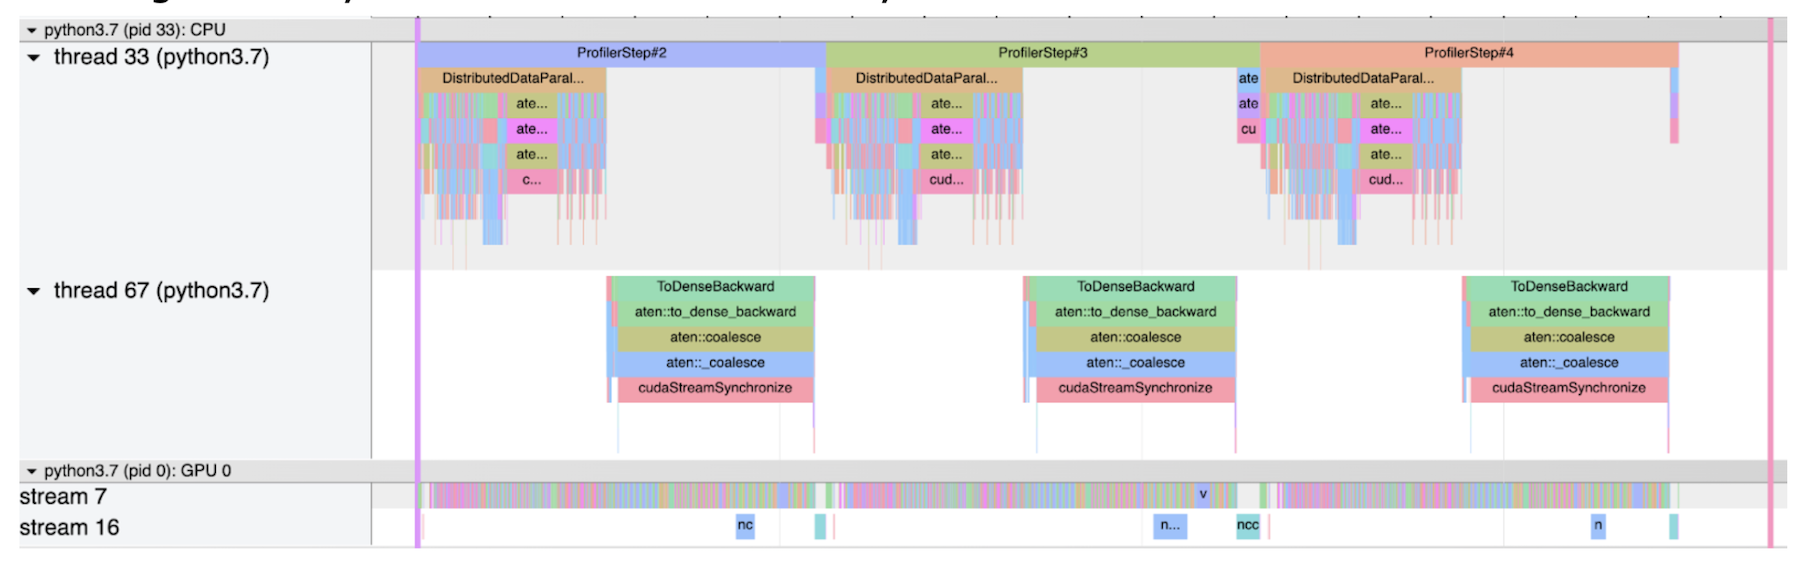 python3.7 (pid 33): CPU
thread 33 (python3.7)
ProfilerStep#2 ProfilerStep#3 ProfilerStep#4
DistributedDataParal... DistributedDataParal... ate DistributedDataParal...
ate... ate... ate ate...
ate... ate... cu ate...
ate... ate... ate...
c... cud... cud...
thread 67 (python3.7)
ToDenseBackward ToDenseBackward ToDenseBackward
aten::to_dense_backward aten::to_dense_backward aten::to_dense_backward
aten::coalesce aten::coalesce aten::coalesce
aten::_coalesce aten::_coalesce aten::_coalesce
cudaStreamSynchronize cudaStreamSynchronize cudaStreamSynchronize
python3.7 (pid 0): GPU 0
stream 7 v
stream 16 nc n... ncc n